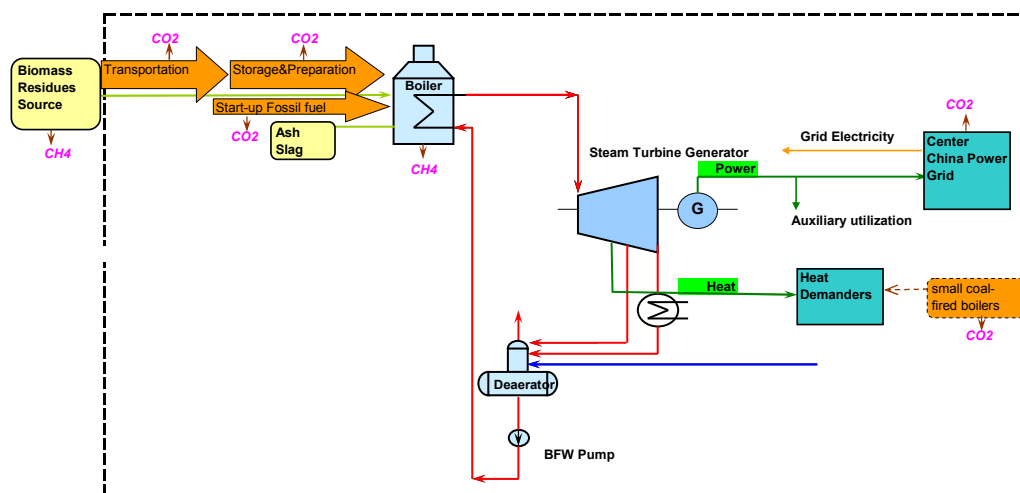 CO2
CO2
Biomass
Residues
Source
Transportation
Storage&Preparation
Boiler
Start-up Fossil fuel
CO2
Ash
Slag
CH4
CH4
CO2
Steam Turbine Generator
Grid Electricity
Center
China Power
Grid
Power
G
Auxiliary utilization
Heat
Heat
Demanders
small coal-
fired boilers
CO2
Deaerator
BFW Pump